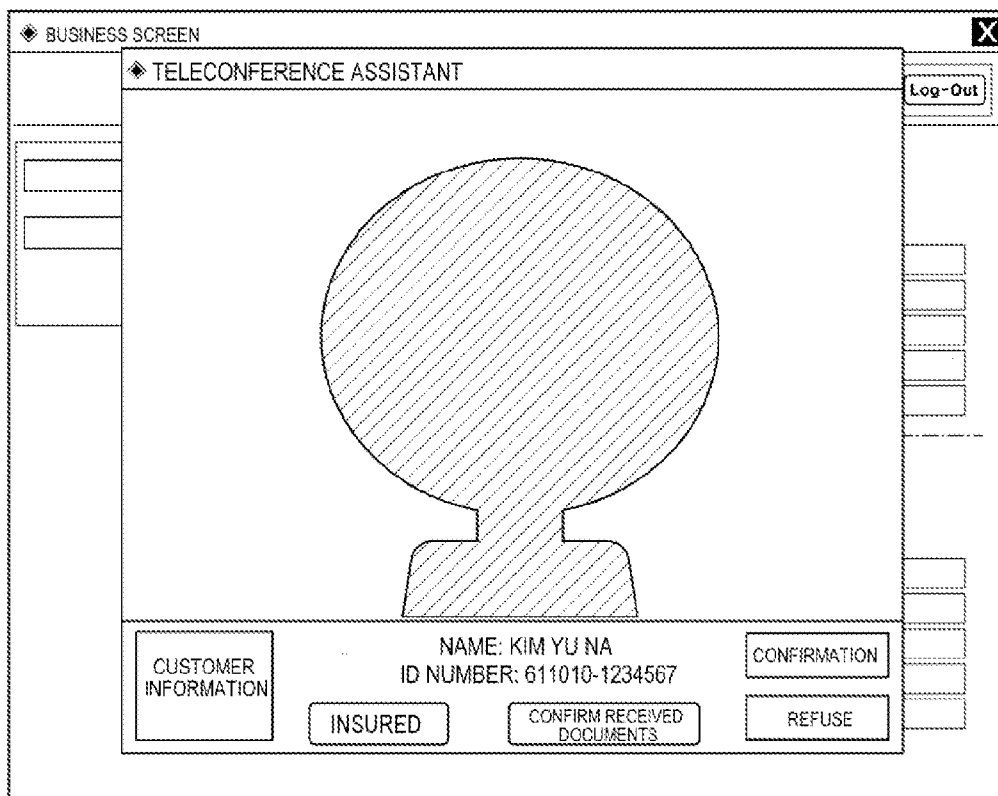 BUSINESS SCREEN
X
TELECONFERENCE ASSISTANT
Log-Out
CUSTOMER
INFORMATION
NAME: KIM YU NA
ID NUMBER: 611010-1234567
INSURED
CONFIRM RECEIVED
DOCUMENTS
CONFIRMATION
REFUSE